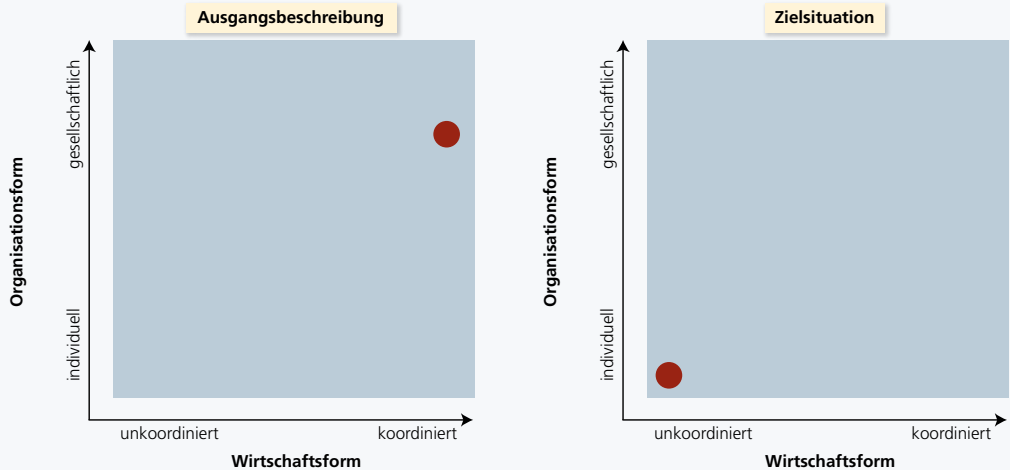 Ausgangsbeschreibung
Organisationsform
gesellschaftlich
individuell
unkoordiniert koordiniert
Wirtschaftsform
Zielsituation
Organisationsform
gesellschaftlich
individuell
unkoordiniert koordiniert
Wirtschaftsform